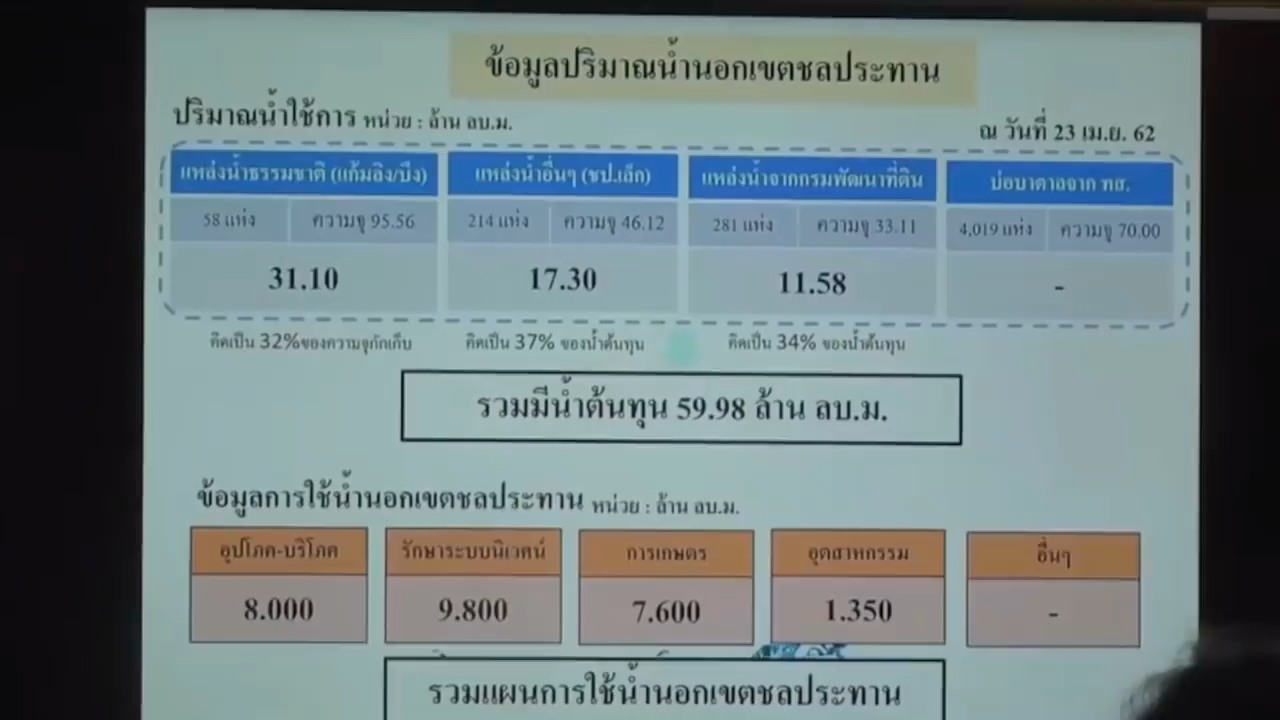 ข้อมูลปริมาณน้ำนอกเขตชลประทาน
ปริมาณน้ำใช้การ หน่วย : ล้าน ลบ.ม.
ณ วันที่ 23 เม.ย. 62
แหล่งน้ำธรรมชาติ (แก้มลิง/บึง) แหล่งน้ำอื่นๆ (ชป.เล็ก) แหล่งน้ำจากกรมพัฒนาที่ดิน บ่อบาดาลจาก ทส.
58 แห่ง ความจุ 95.56 214 แห่ง ความจุ 46.12 281 แห่ง ความจุ 33.11 4,019 แห่ง ความจุ 70.00
31.10 17.30 11.58 -
คิดเป็น 32%ของความจุกักเก็บ คิดเป็น 37% ของน้ำต้นทุน คิดเป็น 34% ของน้ำต้นทุน
รวมมีน้ำต้นทุน 59.98 ล้าน ลบ.ม.
ข้อมูลการใช้น้ำนอกเขตชลประทาน หน่วย : ล้าน ลบ.ม.
อุปโภค-บริโภค รักษาระบบนิเวศน์ การเกษตร อุตสาหกรรม อื่นๆ
8.000 9.800 7.600 1.350 -
รวมแผนการใช้น้ำนอกเขตชลประทาน